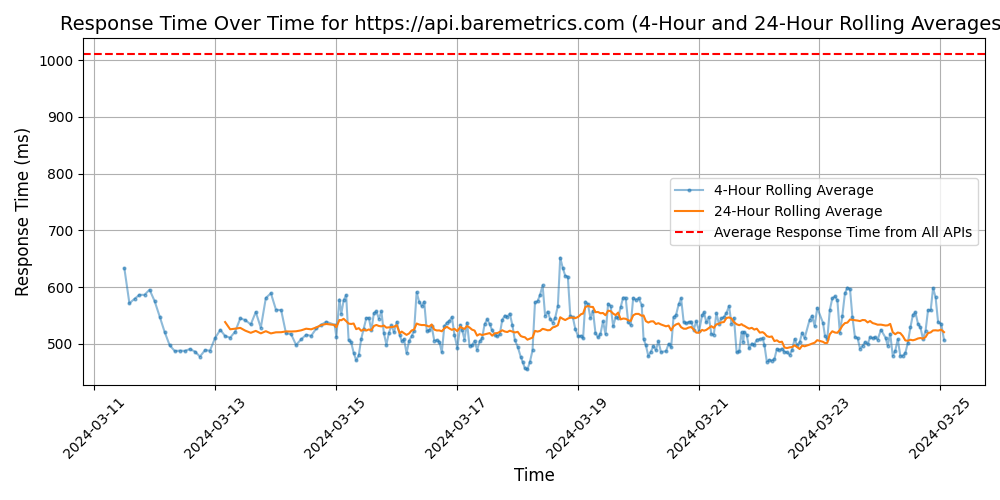 Response Time Over Time for https://api.baremetrics.com (4-Hour and 24-Hour Rolling Averages
Response Time (ms)
1000
900
800
700
600
500
4-Hour Rolling Average
24-Hour Rolling Average
Average Response Time from All APIs
2024-03-11
2024-03-13
2024-03-15
2024-03-17
2024-03-19
2024-03-21
2024-03-23
2024-03-25
Time